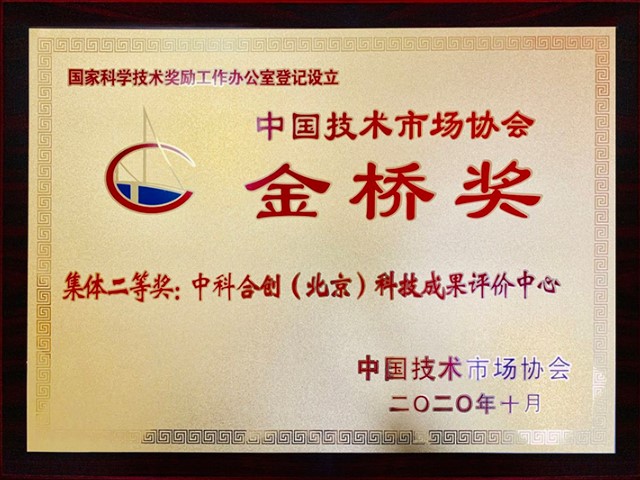 国家科学技术奖励工作办公室登记设立
中国技术市场协会
金桥奖
集体二等奖：中科合创（北京）科技成果评价中心
中国技术市场协会
二〇二〇年十月